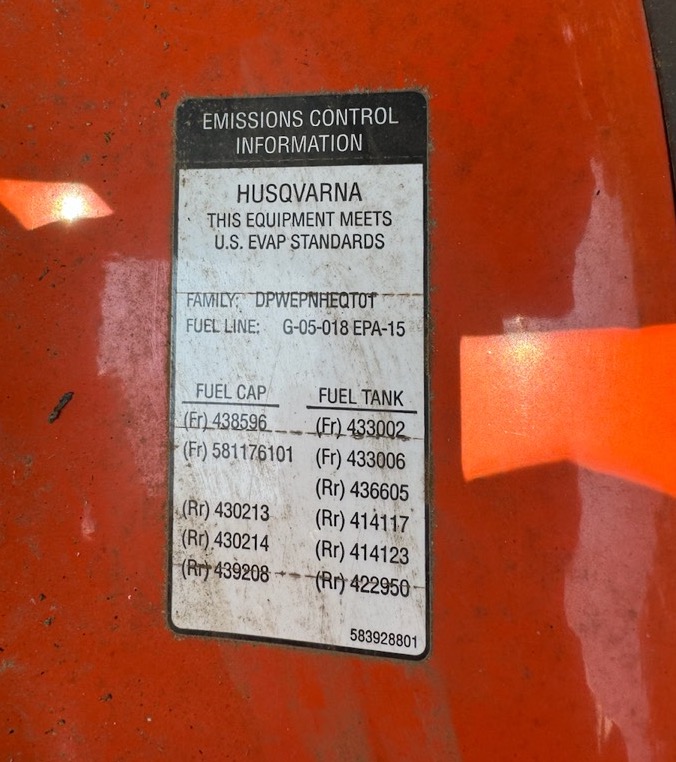 EMISSIONS CONTROL
INFORMATION
HUSQVARNA
THIS EQUIPMENT MEETS
U.S. EVAP STANDARDS
FAMILY: DPWEPNHEQT01
FUEL LINE: G-05-018 EPA-15
FUEL CAP FUEL TANK
(Fr) 438596 (Fr) 433002
(Fr) 581176101 (Fr) 433006
(Rr) 436605
(Rr) 430213 (Rr) 414117
(Rr) 430214 (Rr) 414123
(Rr) 439208 (Rr) 422950
583928801